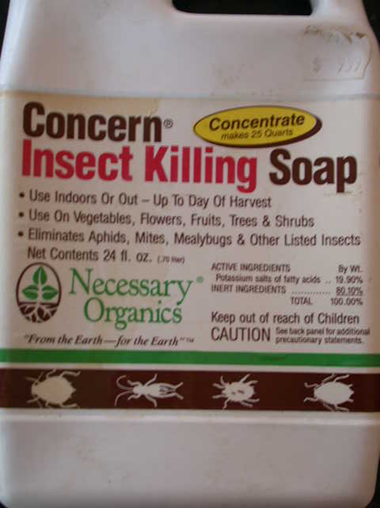 $ 7.99
Concern®
Concentrate
makes 25 Quarts
Insect Killing Soap
• Use Indoors Or Out – Up To Day Of Harvest
• Use On Vegetables, Flowers, Fruits, Trees & Shrubs
• Eliminates Aphids, Mites, Mealybugs & Other Listed Insects
Net Contents 24 fl. oz. (.70 liter)
Necessary®
Organics
"From the Earth—for the Earth"™
ACTIVE INGREDIENTS By Wt.
Potassium salts of fatty acids .. 19.90%
INERT INGREDIENTS ............. 80.10%
TOTAL 100.00%
Keep out of reach of Children
CAUTION See back panel for additional
precautionary statements.